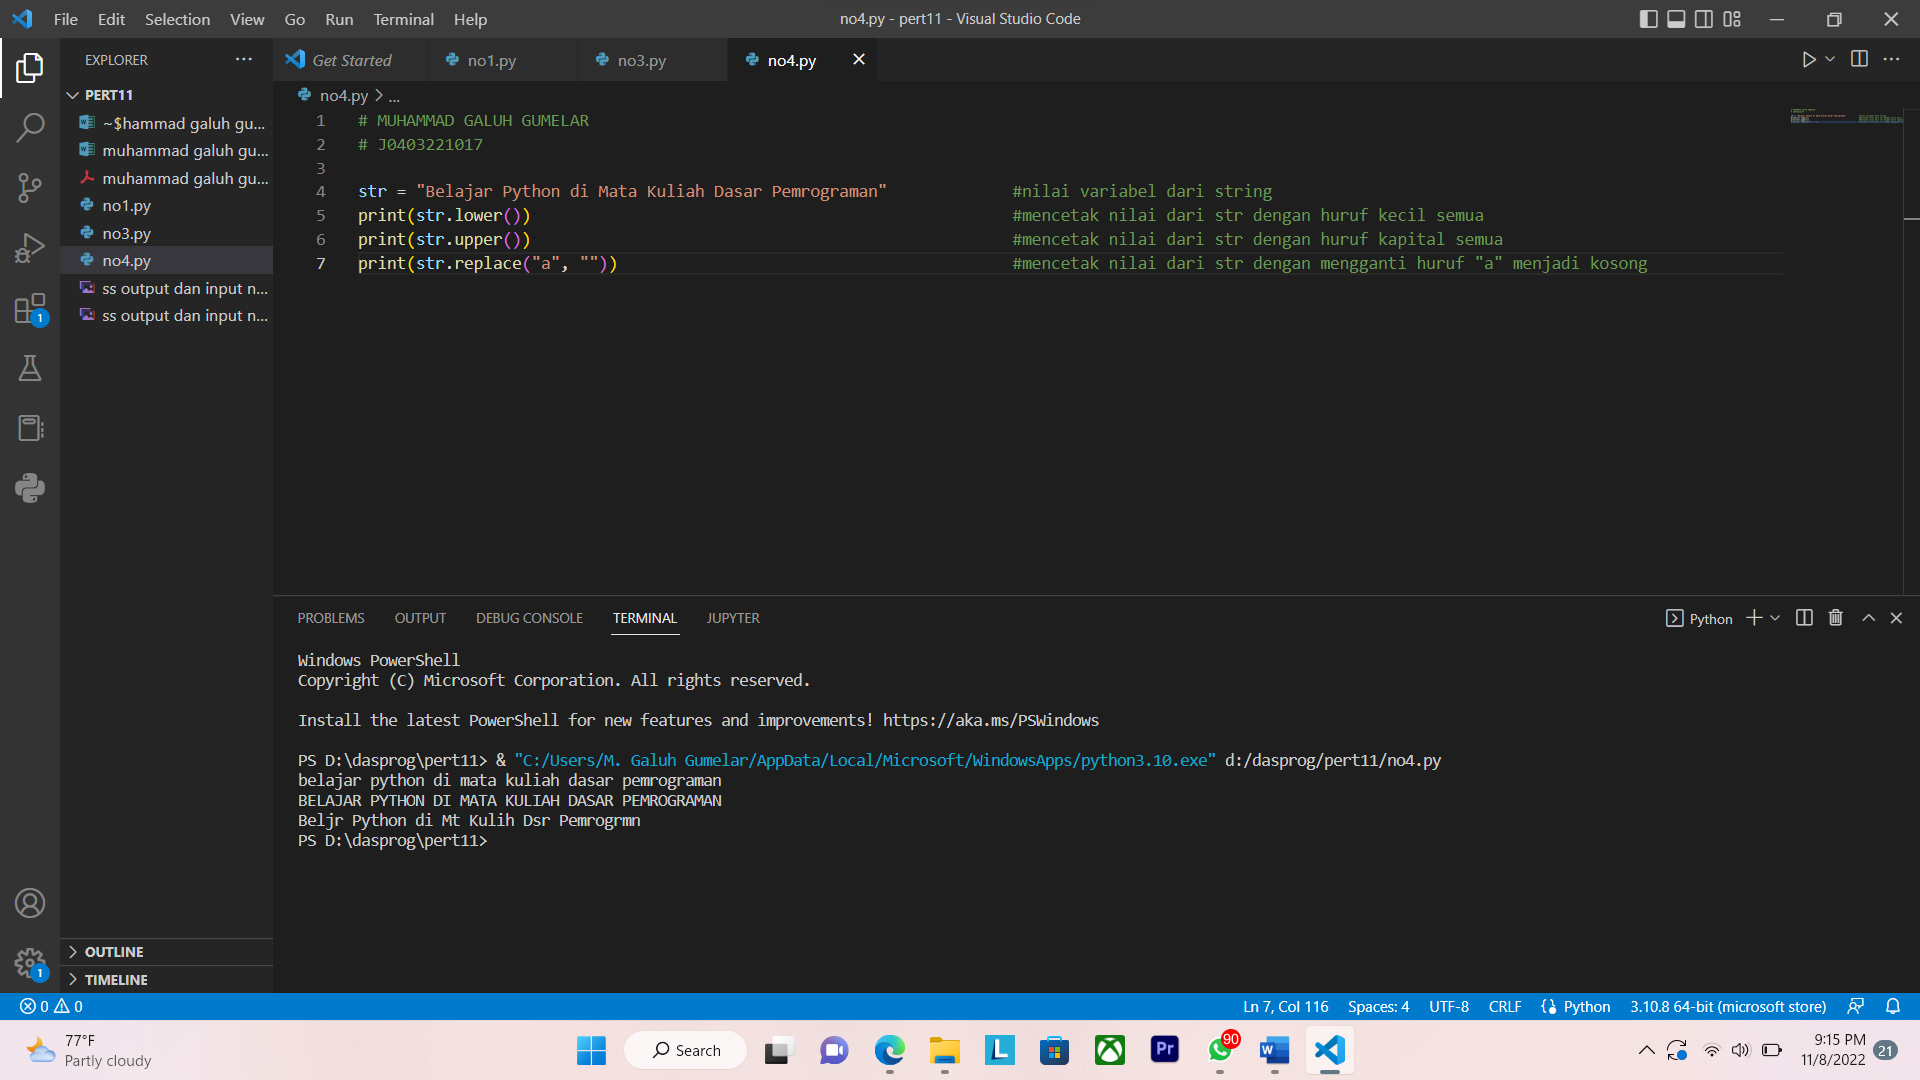 File Edit Selection View Go Run Terminal Help
no4.py - pert11 - Visual Studio Code
EXPLORER
PERT11
~$hammad galuh gu...
muhammad galuh gu...
muhammad galuh gu...
no1.py
no3.py
no4.py
ss output dan input n...
ss output dan input n...
OUTLINE
TIMELINE
1
1
Get Started no1.py no3.py no4.py
no4.py > ...
1 # MUHAMMAD GALUH GUMELAR
2 # J0403221017
3
4 str = "Belajar Python di Mata Kuliah Dasar Pemrograman" #nilai variabel dari string
5 print(str.lower()) #mencetak nilai dari str dengan huruf kecil semua
6 print(str.upper()) #mencetak nilai dari str dengan huruf kapital semua
7 print(str.replace("a", "")) #mencetak nilai dari str dengan mengganti huruf "a" menjadi kosong
PROBLEMS OUTPUT DEBUG CONSOLE TERMINAL JUPYTER
Python
Windows PowerShell
Copyright (C) Microsoft Corporation. All rights reserved.
Install the latest PowerShell for new features and improvements! https://aka.ms/PSWindows
PS D:\dasprog\pert11> & "C:/Users/M. Galuh Gumelar/AppData/Local/Microsoft/WindowsApps/python3.10.exe" d:/dasprog/pert11/no4.py
belajar python di mata kuliah dasar pemrograman
BELAJAR PYTHON DI MATA KULIAH DASAR PEMROGRAMAN
Beljr Python di Mt Kulih Dsr Pemrogrmn
PS D:\dasprog\pert11>
0 0
Ln 7, Col 116 Spaces: 4 UTF-8 CRLF Python 3.10.8 64-bit (microsoft store)
77°F
Partly cloudy
Search
L
Pr
90
W
9:15 PM
11/8/2022
21